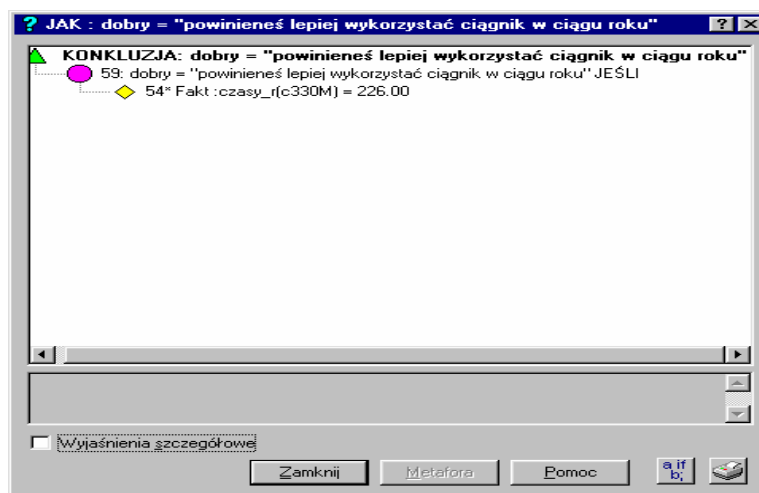 ? JAK : dobry = "powinieneś lepiej wykorzystać ciągnik w ciągu roku"
KONKLUZJA: dobry = "powinieneś lepiej wykorzystać ciągnik w ciągu roku"
59: dobry = "powinieneś lepiej wykorzystać ciągnik w ciągu roku" JEŚLI
54* Fakt :czasy_r(c330M) = 226.00
Wyjaśnienia szczegółowe
Zamknij Metafora Pomoc a if b;